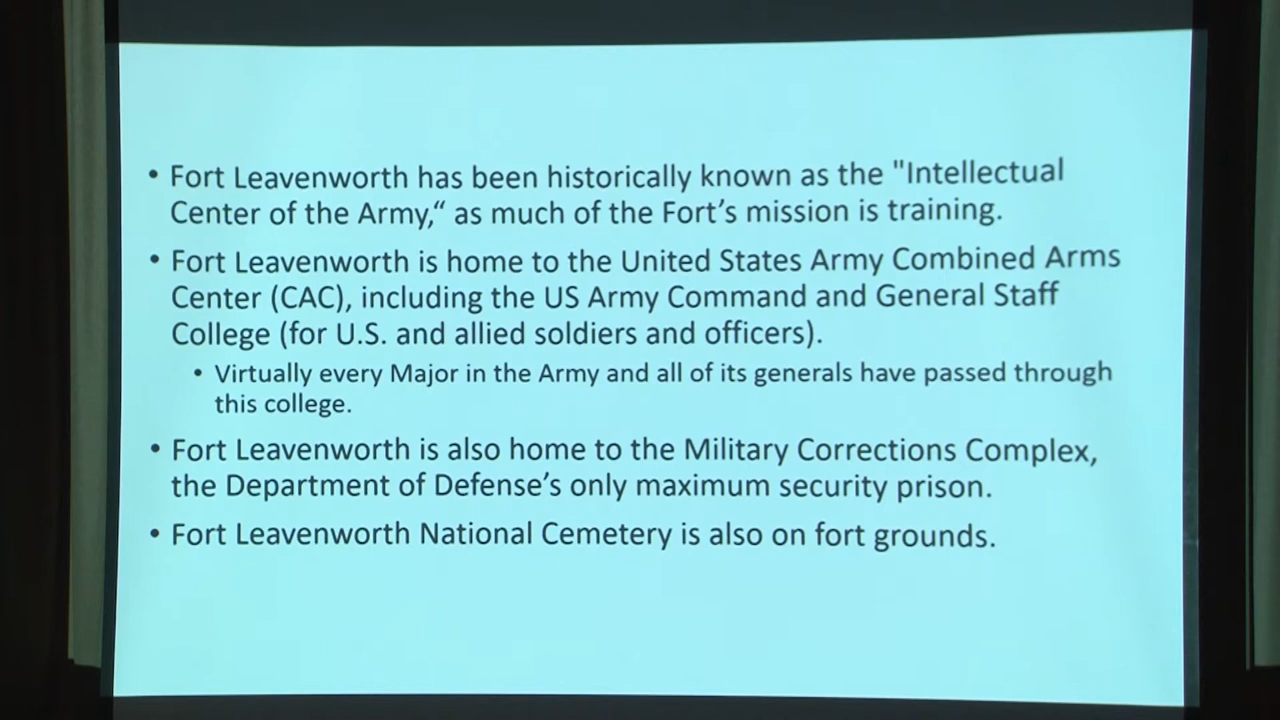 • Fort Leavenworth has been historically known as the "Intellectual
Center of the Army,“ as much of the Fort’s mission is training.
• Fort Leavenworth is home to the United States Army Combined Arms
Center (CAC), including the US Army Command and General Staff
College (for U.S. and allied soldiers and officers).
• Virtually every Major in the Army and all of its generals have passed through
this college.
• Fort Leavenworth is also home to the Military Corrections Complex,
the Department of Defense’s only maximum security prison.
• Fort Leavenworth National Cemetery is also on fort grounds.